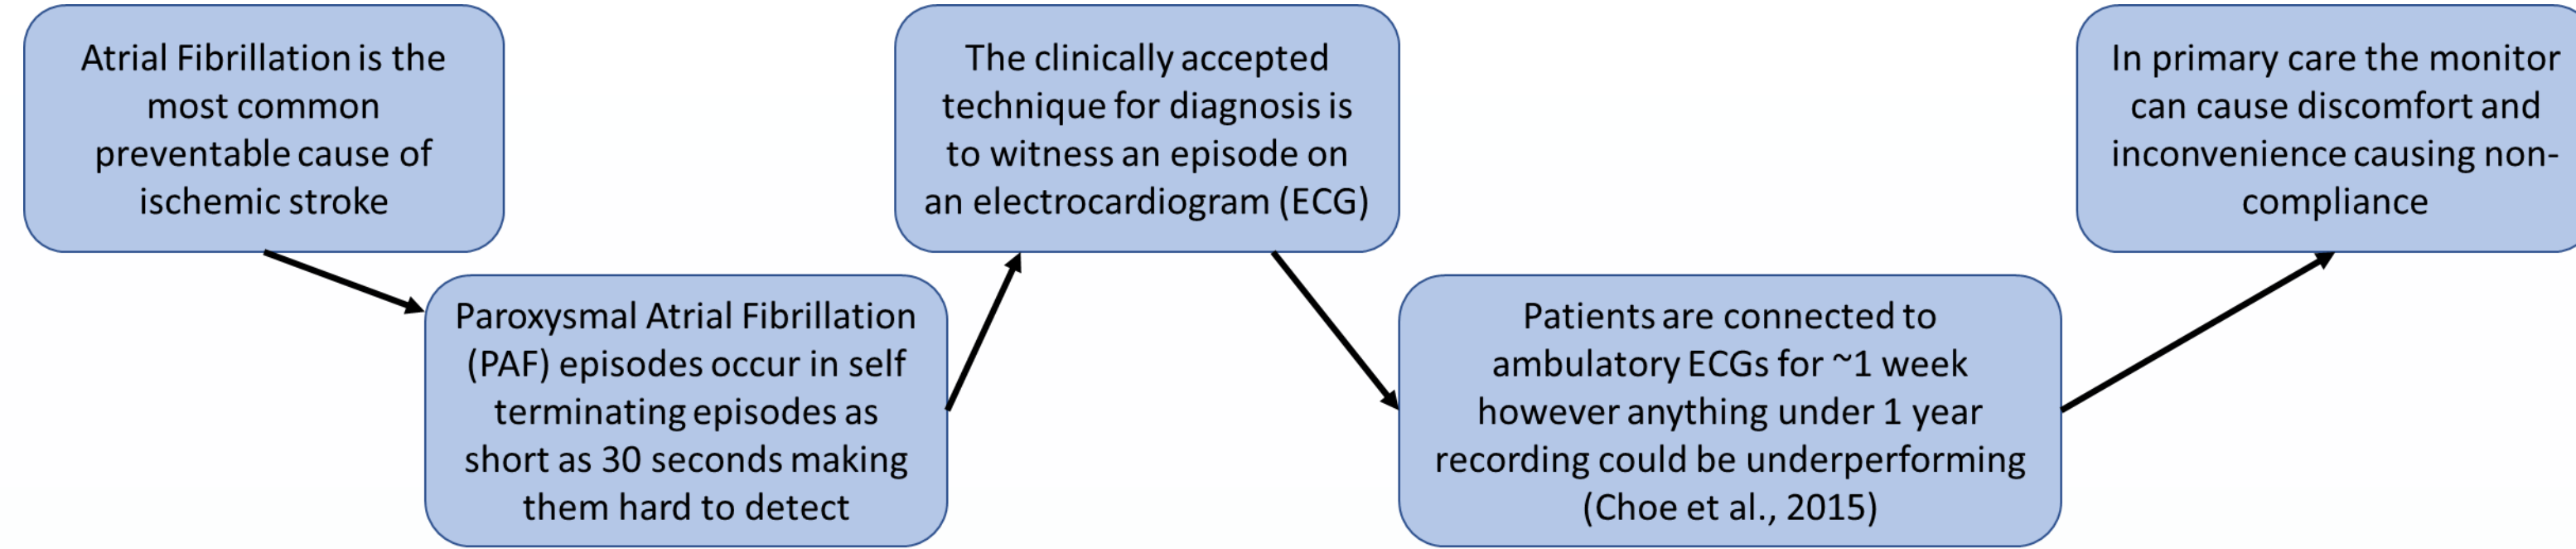 Atrial Fibrillation is the
most common
preventable cause of
ischemic stroke
Paroxysmal Atrial Fibrillation
(PAF) episodes occur in self
terminating episodes as
short as 30 seconds making
them hard to detect
The clinically accepted
technique for diagnosis is
to witness an episode on
an electrocardiogram (ECG)
Patients are connected to
ambulatory ECGs for ~1 week
however anything under 1 year
recording could be underperforming
(Choe et al., 2015)
In primary care the monitor
can cause discomfort and
inconvenience causing non-
compliance